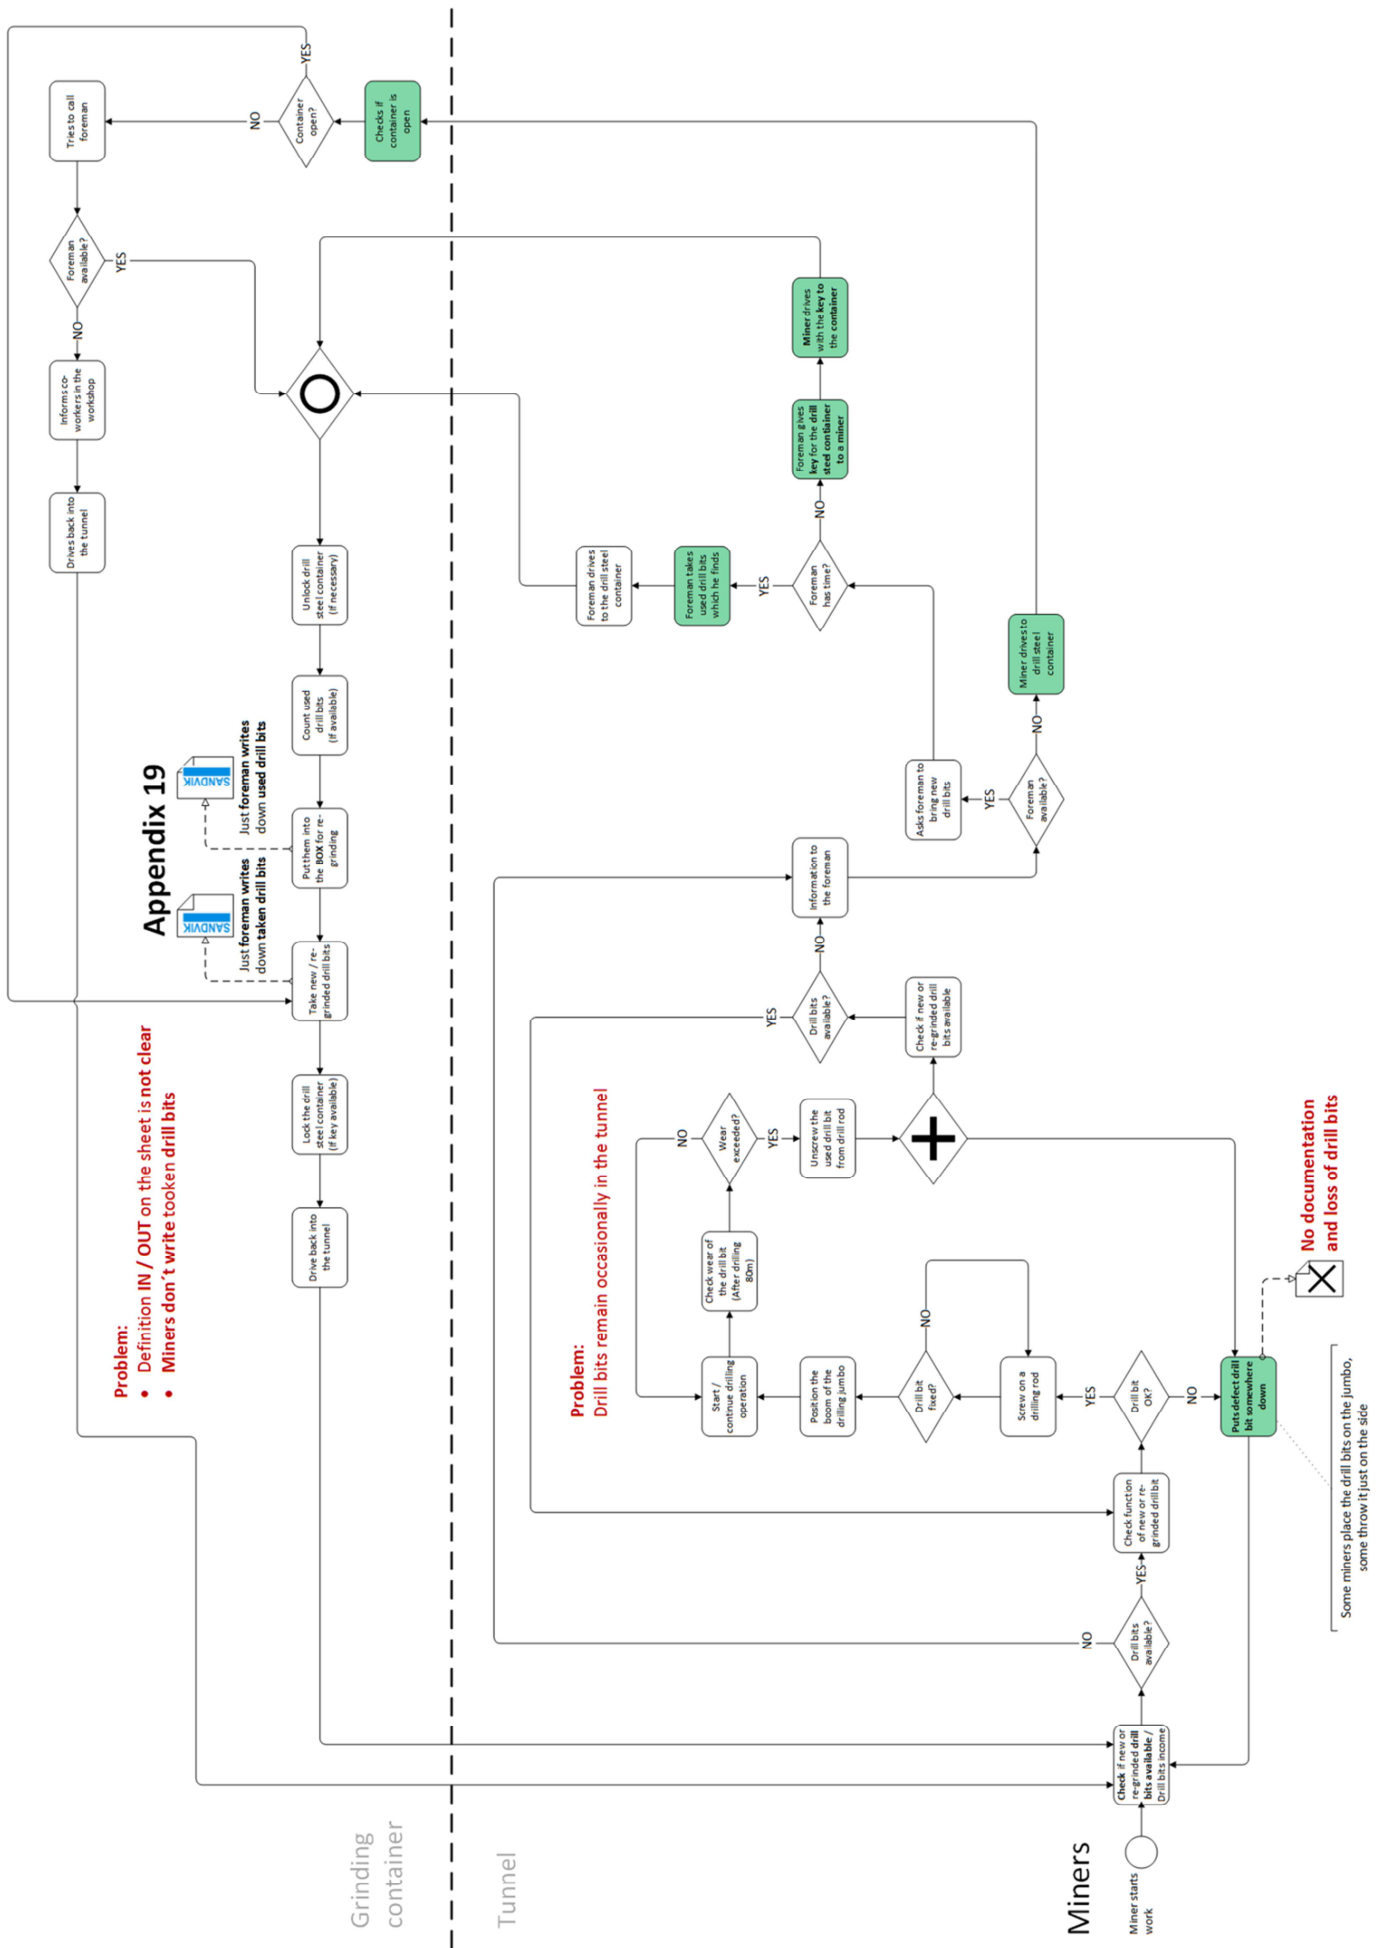 Appendix 19
Grinding
container
Tunnel
Miners
Miner starts
work
Check if new or
re-grinded drill
bits available /
Drill bits income
Drill bits
available?
NO
YES
Check function
of new or re-
grinded drill bit
Drill bit
OK?
YES
NO
Puts defect drill
bit somewhere
down
Some miners place the drill bits on the jumbo,
some throw it just on the side
No documentation
and loss of drill bits
Screw on a
drilling rod
Drill bit
fixed?
NO
Position the
boom of the
drilling jumbo
Start /
continue drilling
operation
Check wear of
the drill bit
(After drilling
80m)
Wear
exceeded?
NO
YES
Unscrew the
used drill bit
from drill rod
Check if new or
re-grinded drill
bits available
Drill bits
available?
YES
NO
Information to
the foreman
Foreman
available?
YES
NO
Asks foreman to
bring new
drill bits
Miner drives to
drill steel
container
Foreman
has time?
YES
NO
Foreman takes
used drill bits
which he finds
Foreman drives
to the drill steel
container
Foreman gives
key for the drill
steel contiainer
to a miner
Miner drives
with the key to
the container
Problem:
Drill bits remain occasionally in the tunnel
Problem:
• Definition IN / OUT on the sheet is not clear
• Miners don´t write tooken drill bits
Drive back into
the tunnel
Lock the drill
steel container
(if key available)
Take new / re-
grinded drill bits
Put them into
the BOX for re-
grinding
Count used
drill bits
(if available)
Unlock drill
steel container
(if necessary)
SANDVIK
Just foreman writes
down taken drill bits
SANDVIK
Just foreman writes
down used drill bits
Drives back into
the tunnel
Informs co-
workers in the
workshop
NO
Foreman
available?
YES
Tries to call
foreman
NO
Container
open?
YES
Checks if
container is
open